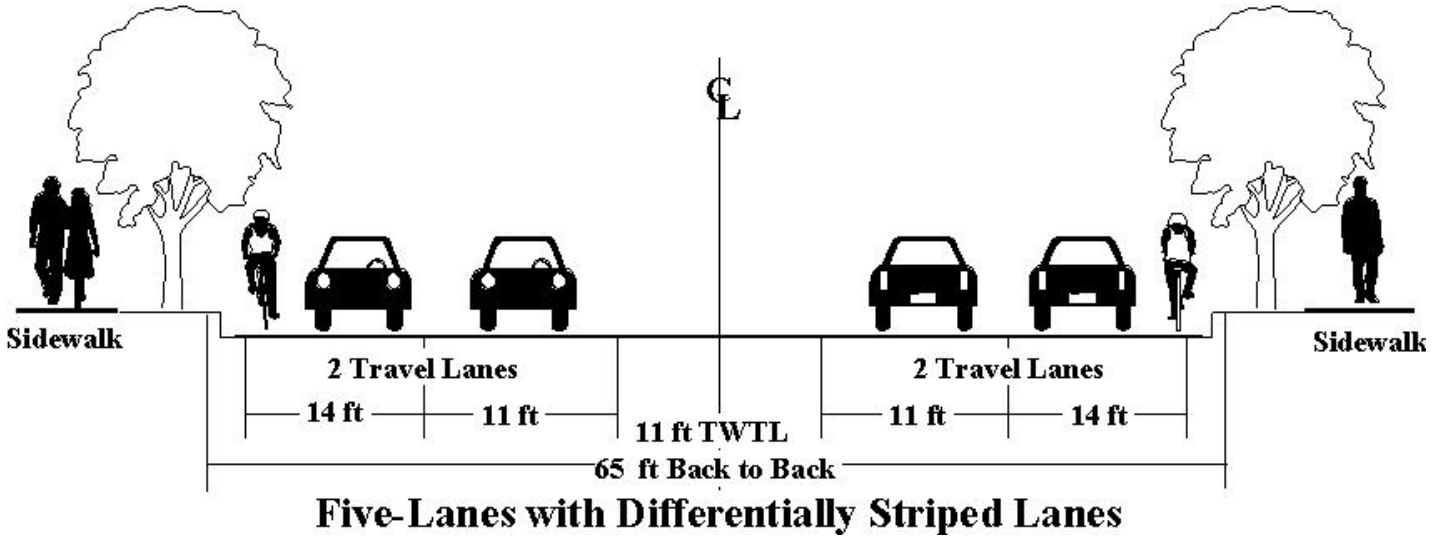 CL
Sidewalk
Sidewalk
2 Travel Lanes
2 Travel Lanes
14 ft
11 ft
11 ft TWTL
11 ft
14 ft
65 ft Back to Back
Five-Lanes with Differentially Striped Lanes